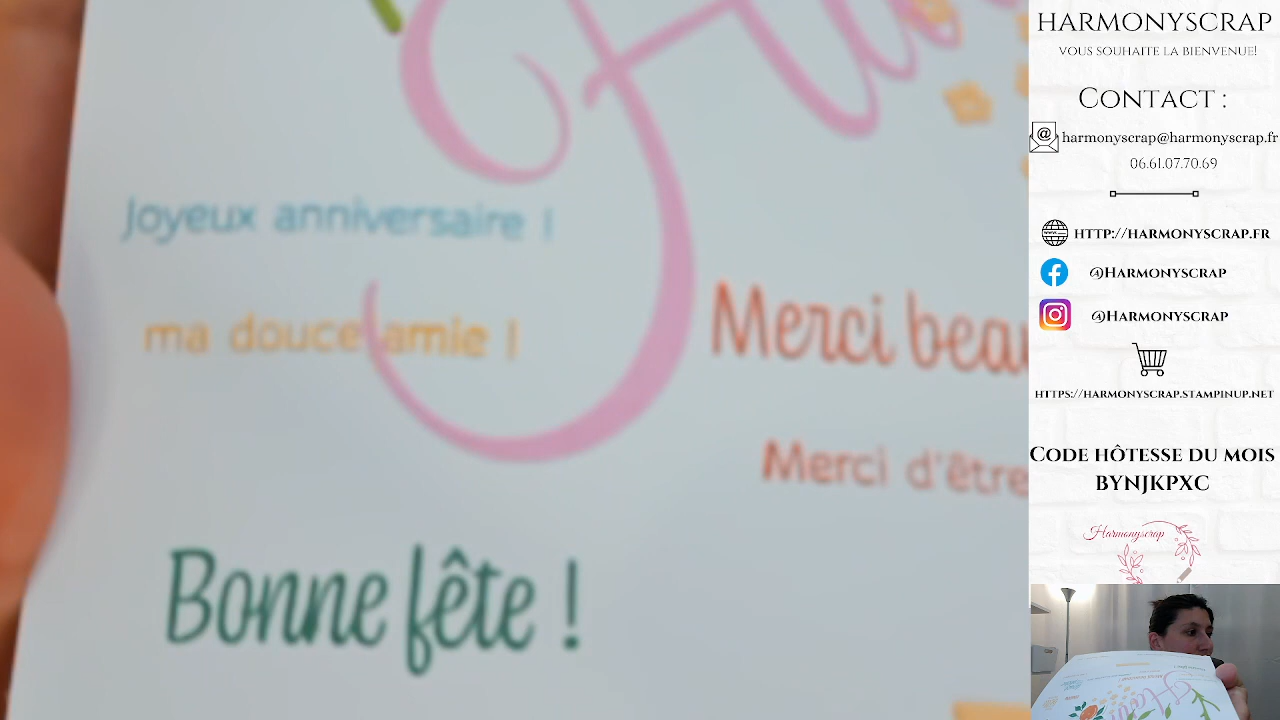 Joyeux anniversaire !
ma douce amie !
Merci beau
Merci d'être
Bonne fête !
HARMONYSCRAP
VOUS SOUHAITE LA BIENVENUE!
CONTACT :
harmonyscrap@harmonyscrap.fr
06.61.07.70.69
HTTP://HARMONYSCRAP.FR
@HARMONYSCRAP
@HARMONYSCRAP
HTTPS://HARMONYSCRAP.STAMPINUP.NET
CODE HÔTESSE DU MOIS
BYNJKPXC
Harmonyscrap